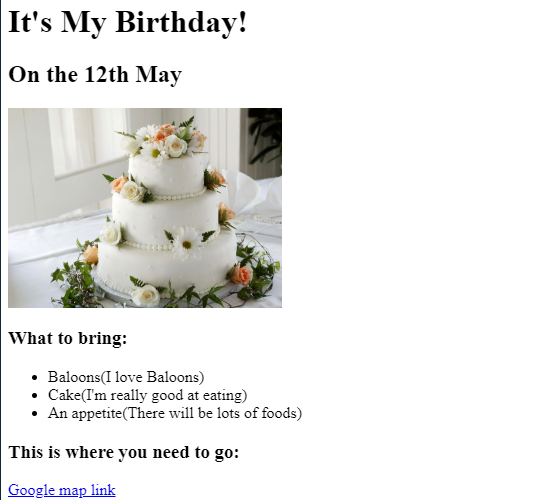 It's My Birthday!
On the 12th May
What to bring:
Baloons(I love Baloons)
Cake(I'm really good at eating)
An appetite(There will be lots of foods)
This is where you need to go:
Google map link